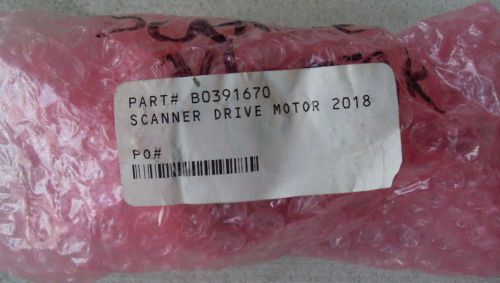 PART# B0391670
SCANNER DRIVE MOTOR 2018
PO#